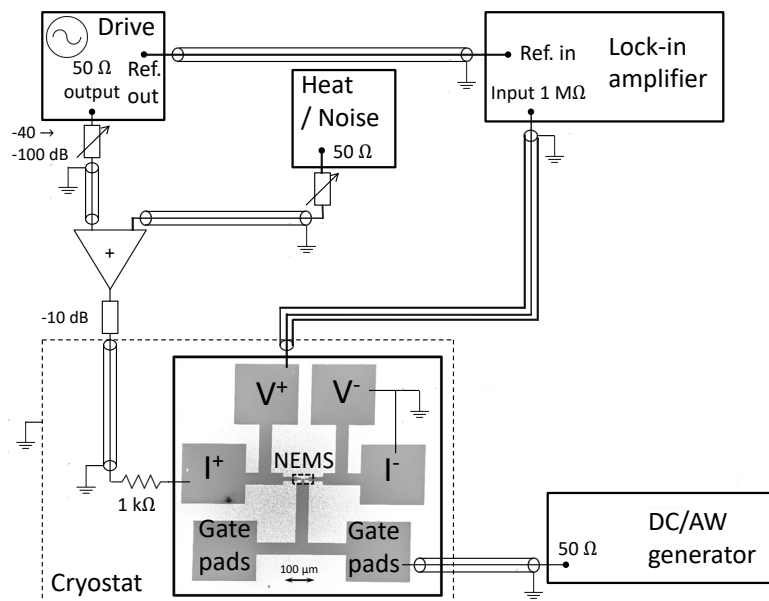 Drive
50 Ω
output
Ref.
out
Heat
/ Noise
50 Ω
Ref. in
Lock-in
amplifier
Input 1 MΩ
-40 →
-100 dB
+
-10 dB
V⁺
V⁻
I⁺
NEMS
I⁻
1 kΩ
Gate
pads
Gate
pads
100 µm
Cryostat
50 Ω
DC/AW
generator